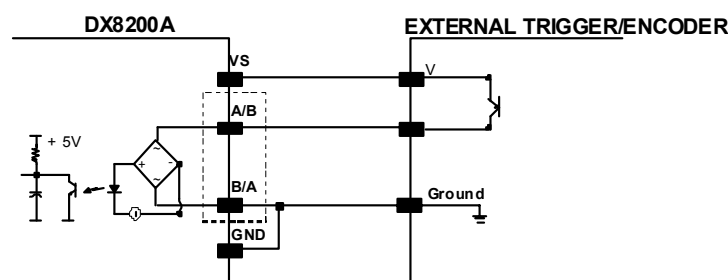 DX8200A
EXTERNAL TRIGGER/ENCODER
VS
V
A/B
+ 5V
~
+
-
~
B/A
Ground
GND